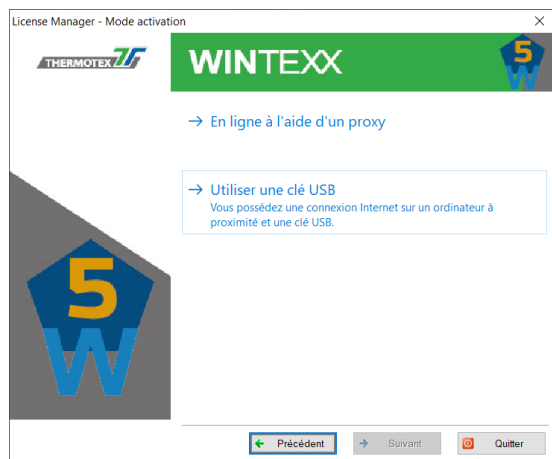 License Manager - Mode activation
THERMOTEX
WINTEXX
5
W
En ligne à l'aide d'un proxy
Utiliser une clé USB
Vous possédez une connexion Internet sur un ordinateur à
proximité et une clé USB.
5
W
Précédent
Suivant
Quitter